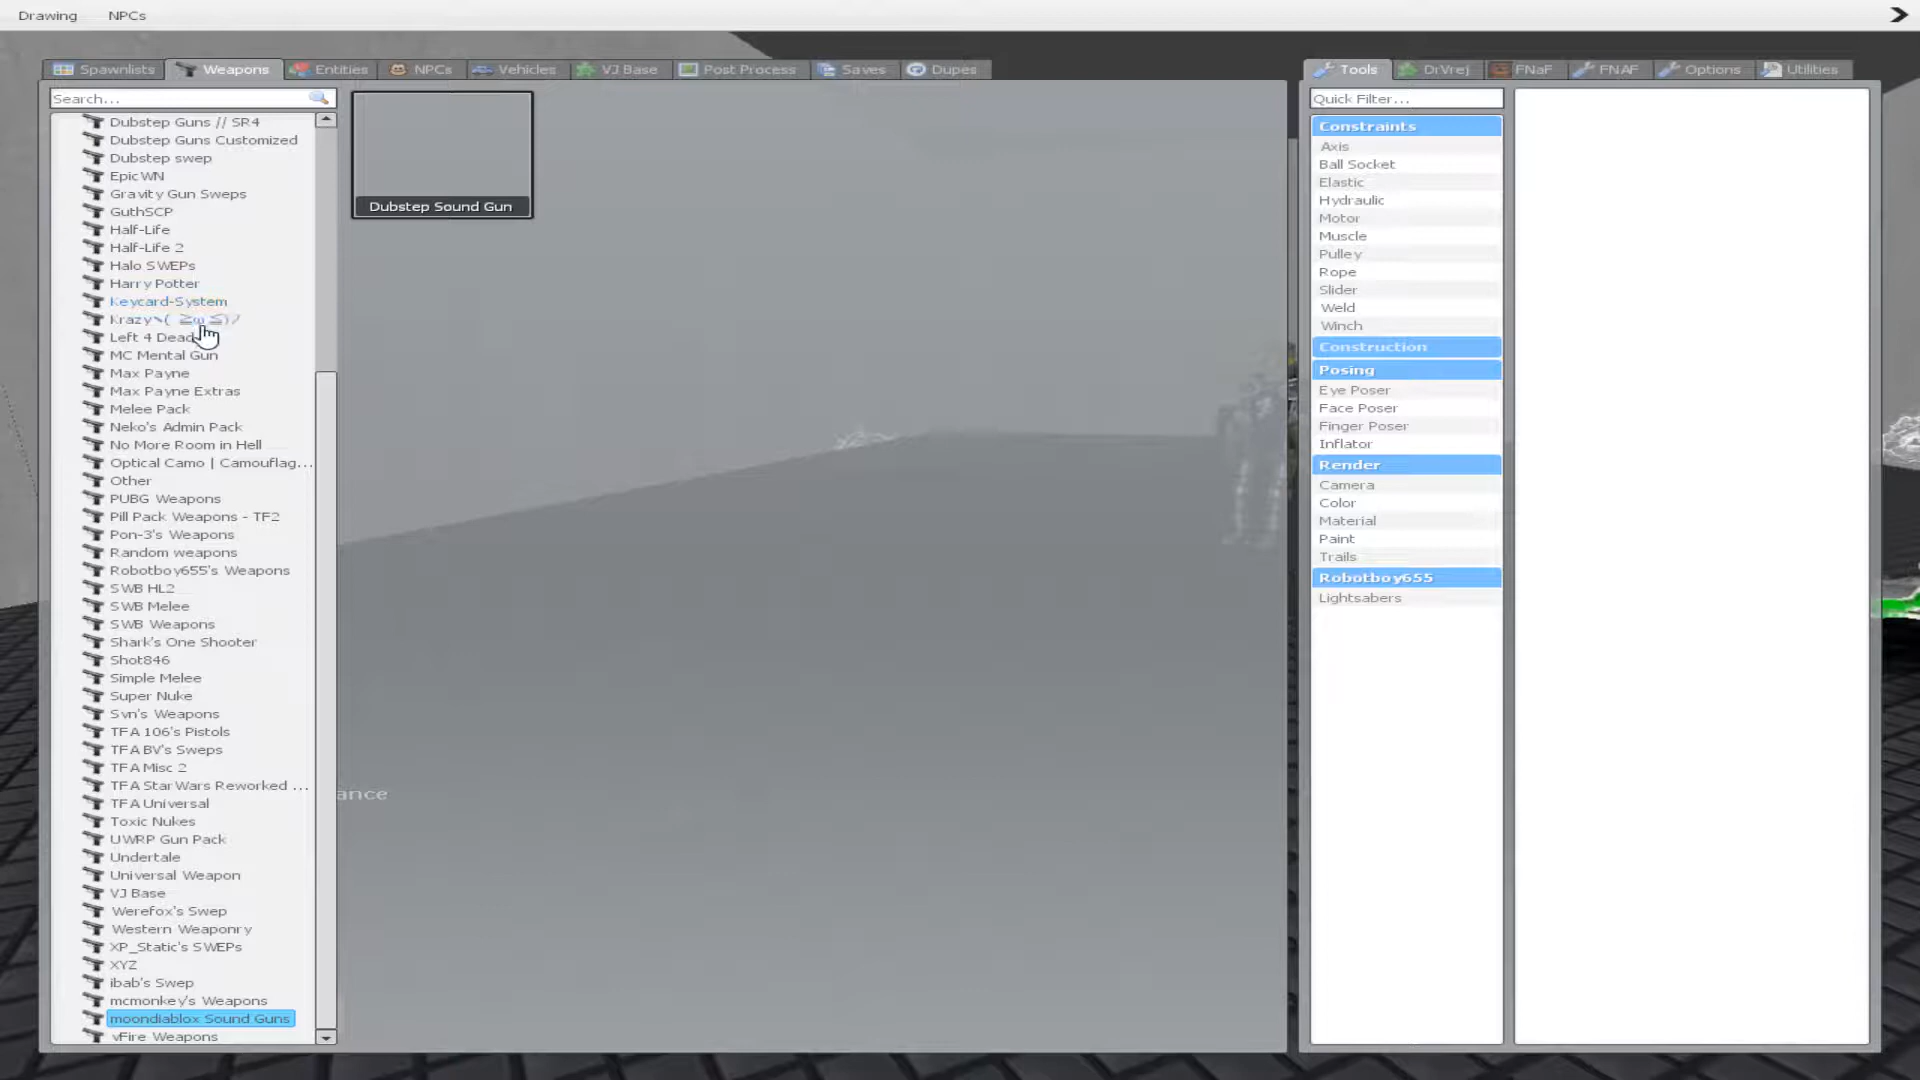 Drawing NPCs
Spawnlists Weapons Entities NPCs Vehicles VJ Base Post Process Saves Dupes
Search...
Dubstep Guns // SR4
Dubstep Guns Customized
Dubstep swep
EpicWN
Gravity Gun Sweps
GuthSCP
Half-Life
Half-Life 2
Halo SWEPs
Harry Potter
Keycard-System
Krazy
Left 4 Dead
MC Mental Gun
Max Payne
Max Payne Extras
Melee Pack
Neko's Admin Pack
No More Room in Hell
Optical Camo | Camouflag...
Other
PUBG Weapons
Pill Pack Weapons - TF2
Pon-3's Weapons
Random weapons
Robotboy655's Weapons
SWB HL2
SWB Melee
SWB Weapons
Shark's One Shooter
Shot846
Simple Melee
Super Nuke
Svn's Weapons
TFA 106's Pistols
TFA BV's Sweps
TFA Misc 2
TFA Star Wars Reworked ...
TFA Universal
Toxic Nukes
UWRP Gun Pack
Undertale
Universal Weapon
VJ Base
Werefox's Swep
Western Weaponry
XP_Static's SWEPs
XYZ
ibab's Swep
mcmonkey's Weapons
moondiablox Sound Guns
vFire Weapons
Dubstep Sound Gun
ance
Tools DrVrej FNaF FNAF Options Utilities
Quick Filter...
Constraints
Axis
Ball Socket
Elastic
Hydraulic
Motor
Muscle
Pulley
Rope
Slider
Weld
Winch
Construction
Posing
Eye Poser
Face Poser
Finger Poser
Inflator
Render
Camera
Color
Material
Paint
Trails
Robotboy655
Lightsabers